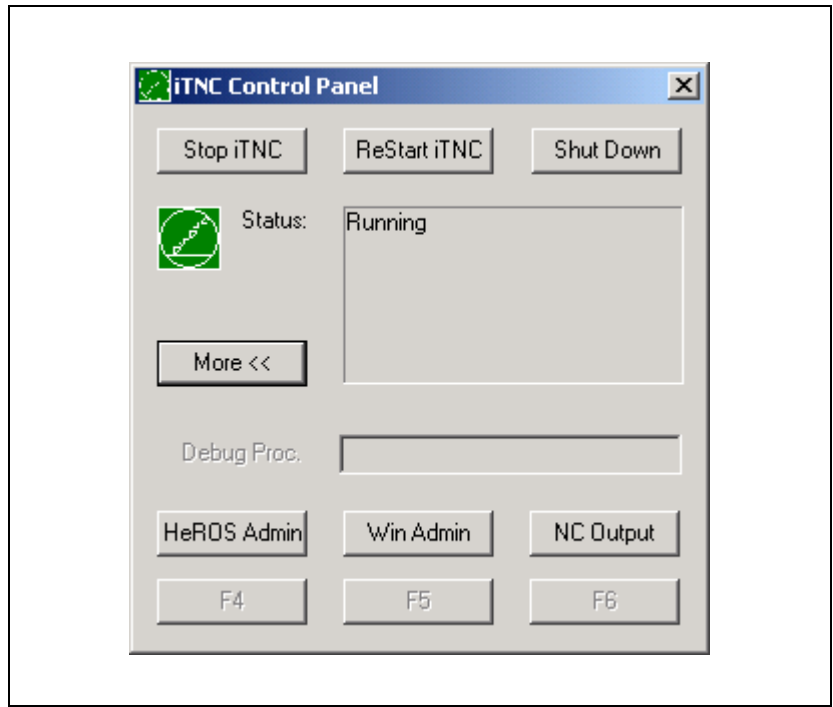 iTNC Control Panel
Stop iTNC ReStart iTNC Shut Down
Status: Running
More <<
Debug Proc.
HeROS Admin Win Admin NC Output
F4 F5 F6